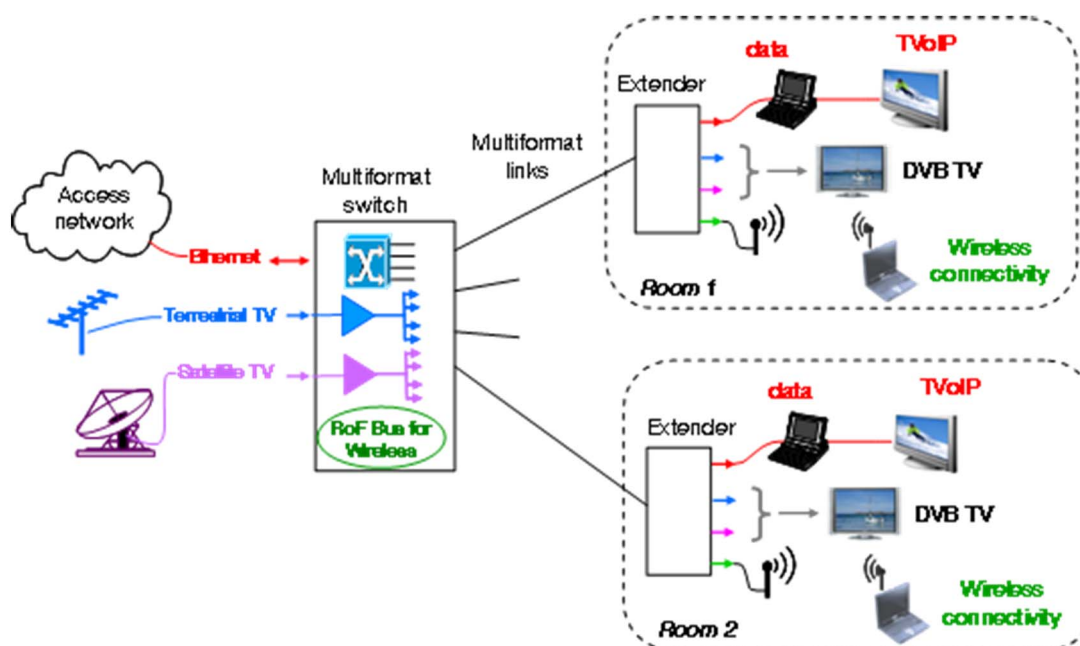 data
TVoIP
Extender
Multiformat
links
DVB TV
Access
network
Multiformat
switch
Ethernet
Wireless
connectivity
Room 1
Terrestrial TV
Satellite TV
RoF Bus for
Wireless
data
TVoIP
Extender
DVB TV
Wireless
connectivity
Room 2